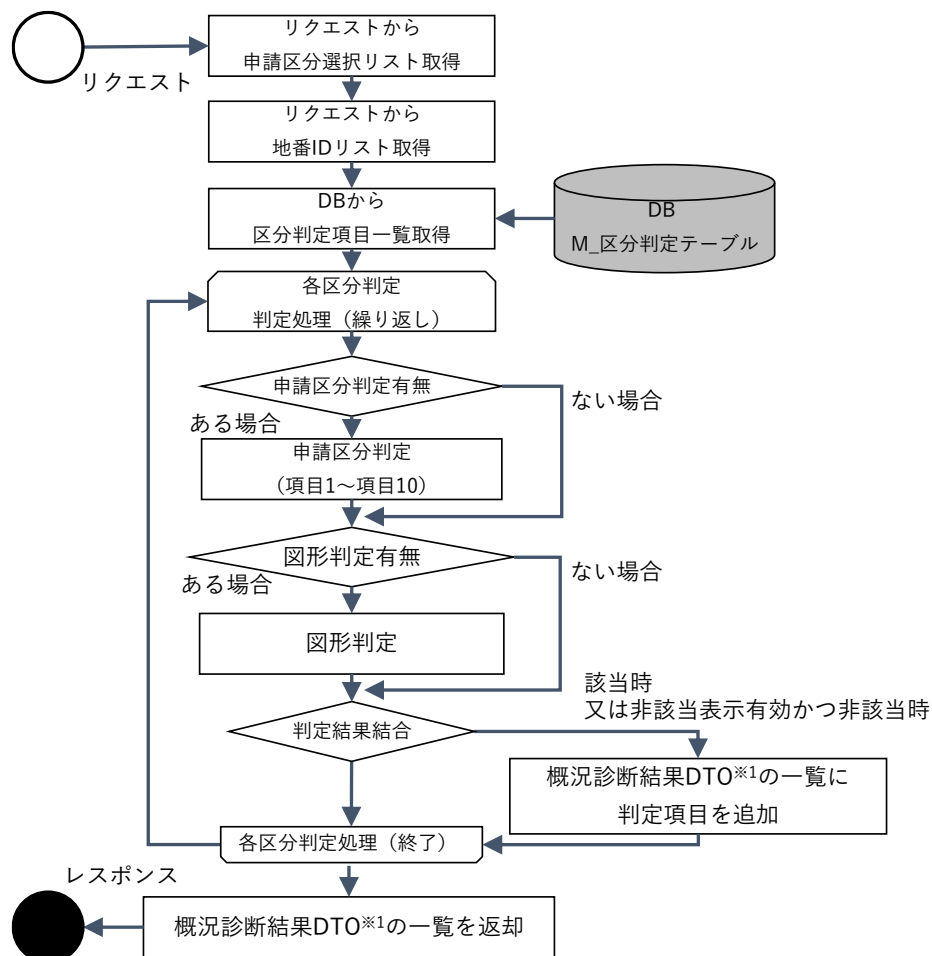 リクエストから
申請区分選択リスト取得
リクエスト
リクエストから
地番IDリスト取得
DBから
区分判定項目一覧取得
DB
M_区分判定テーブル
各区分判定
判定処理（繰り返し）
申請区分判定有無
ない場合
ある場合
申請区分判定
（項目1～項目10）
図形判定有無
ない場合
ある場合
図形判定
該当時
又は非該当表示有効かつ非該当時
判定結果結合
概況診断結果DTO※1の一覧に
判定項目を追加
各区分判定処理（終了）
レスポンス
概況診断結果DTO※1の一覧を返却